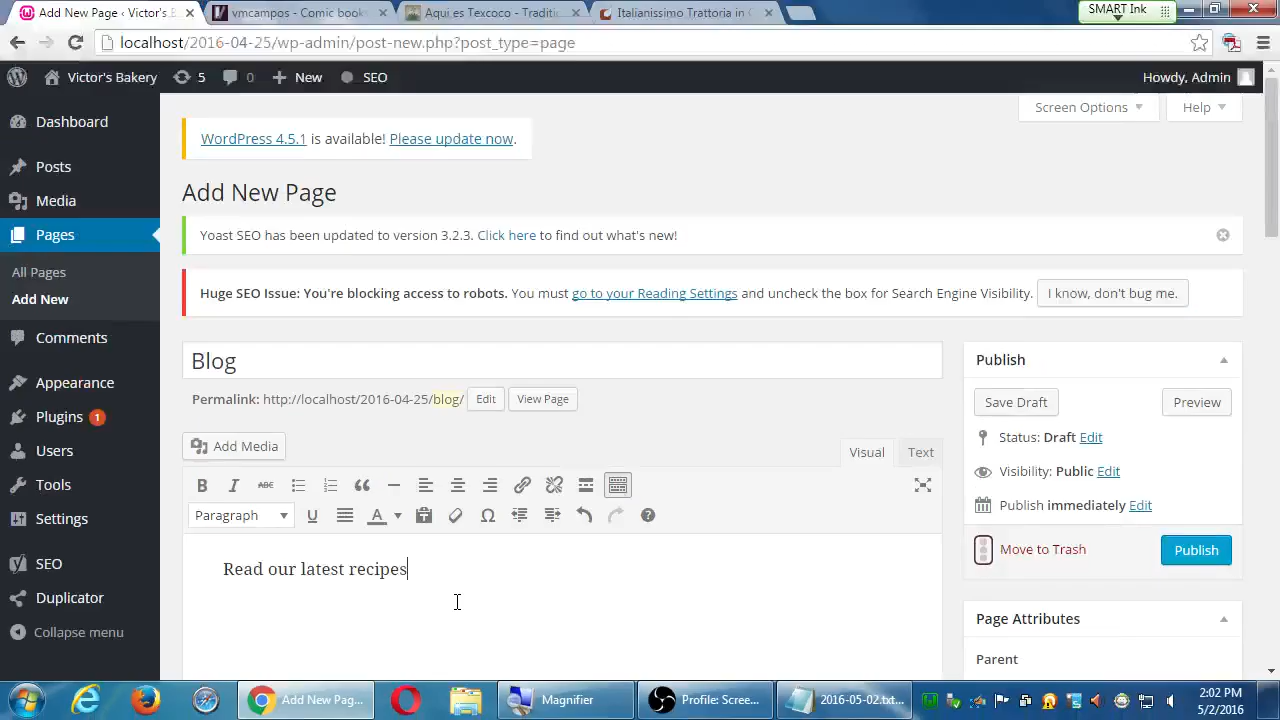 New Page ‹ Victor's B
vmcampos - Comic book
Aqui es Texcoco - Traditi
Italianissimo Trattoria in
SMART Ink
localhost/2016-04-25/wp-admin/post-new.php?post_type=page
Victor's Bakery
5
0
New
SEO
Howdy, Admin
Dashboard
Posts
Media
Pages
All Pages
Add New
Comments
Appearance
Plugins 1
Users
Tools
Settings
SEO
Duplicator
Collapse menu
Screen Options
Help
WordPress 4.5.1 is available! Please update now.
Add New Page
Yoast SEO has been updated to version 3.2.3. Click here to find out what's new!
Huge SEO Issue: You're blocking access to robots. You must go to your Reading Settings and uncheck the box for Search Engine Visibility.
I know, don't bug me.
Blog
Permalink: http://localhost/2016-04-25/blog/
Edit
View Page
Add Media
Visual
Text
B I ABC
Paragraph
U
A
Read our latest recipes
Publish
Save Draft
Preview
Status: Draft Edit
Visibility: Public Edit
Publish immediately Edit
Move to Trash
Publish
Page Attributes
Parent
Add New Pag...
Magnifier
Profile: Scree...
2016-05-02.txt...
2:02 PM
5/2/2016